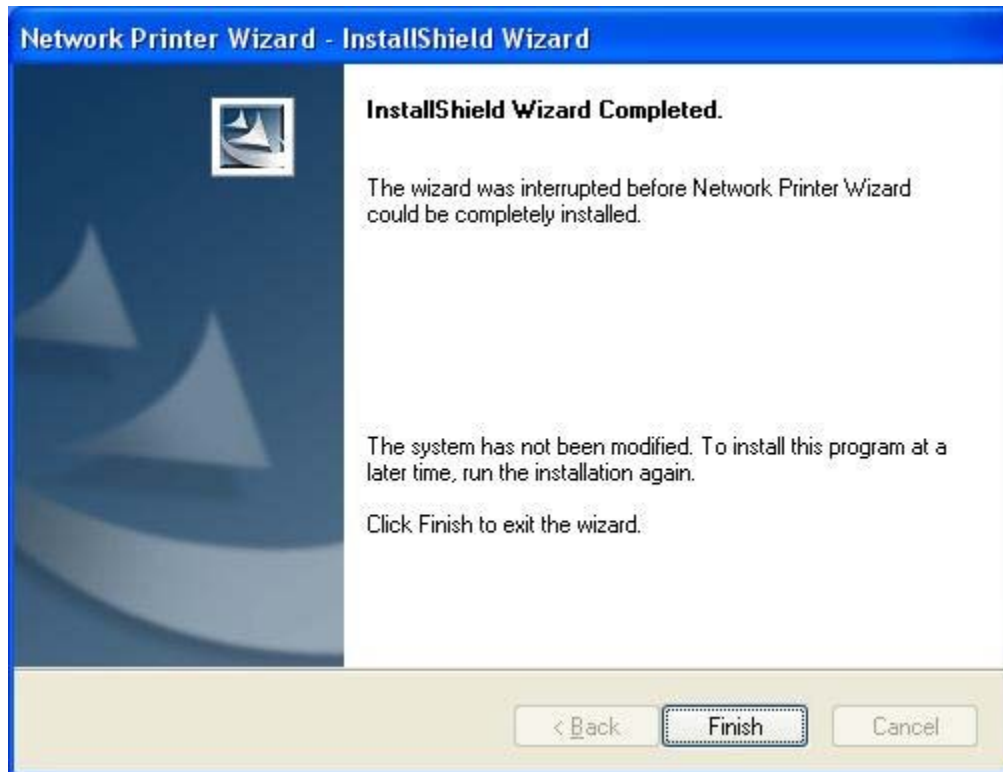 Network Printer Wizard - InstallShield Wizard
InstallShield Wizard Completed.
The wizard was interrupted before Network Printer Wizard
could be completely installed.
The system has not been modified. To install this program at a
later time, run the installation again.
Click Finish to exit the wizard.
< Back Finish Cancel